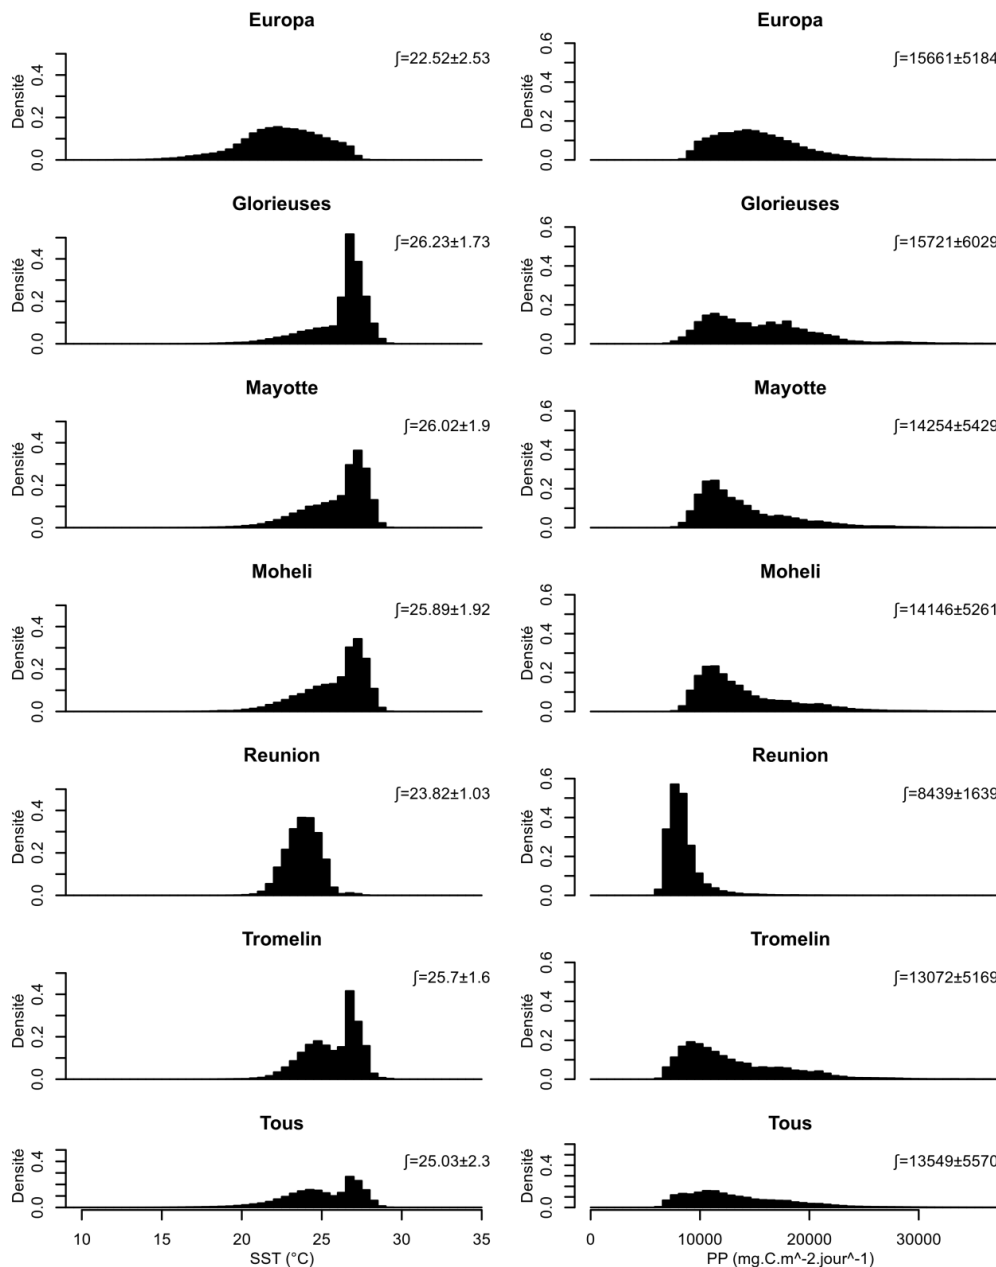 Europa
Densité
0.0 0.2 0.4
∫=22.52±2.53
Europa
Densité
0.0 0.2 0.4 0.6
∫=15661±5184
Glorieuses
Densité
0.0 0.2 0.4
∫=26.23±1.73
Glorieuses
Densité
0.0 0.2 0.4 0.6
∫=15721±6029
Mayotte
Densité
0.0 0.2 0.4
∫=26.02±1.9
Mayotte
Densité
0.0 0.2 0.4 0.6
∫=14254±5429
Moheli
Densité
0.0 0.2 0.4
∫=25.89±1.92
Moheli
Densité
0.0 0.2 0.4 0.6
∫=14146±5261
Reunion
Densité
0.0 0.2 0.4
∫=23.82±1.03
Reunion
Densité
0.0 0.2 0.4 0.6
∫=8439±1639
Tromelin
Densité
0.0 0.2 0.4
∫=25.7±1.6
Tromelin
Densité
0.0 0.2 0.4 0.6
∫=13072±5169
Tous
Densité
0.0 0.4
∫=25.03±2.3
10 15 20 25 30 35
SST (°C)
Tous
Densité
0.0 0.4
∫=13549±5570
0 10000 20000 30000
PP (mg.C.m^-2.jour^-1)